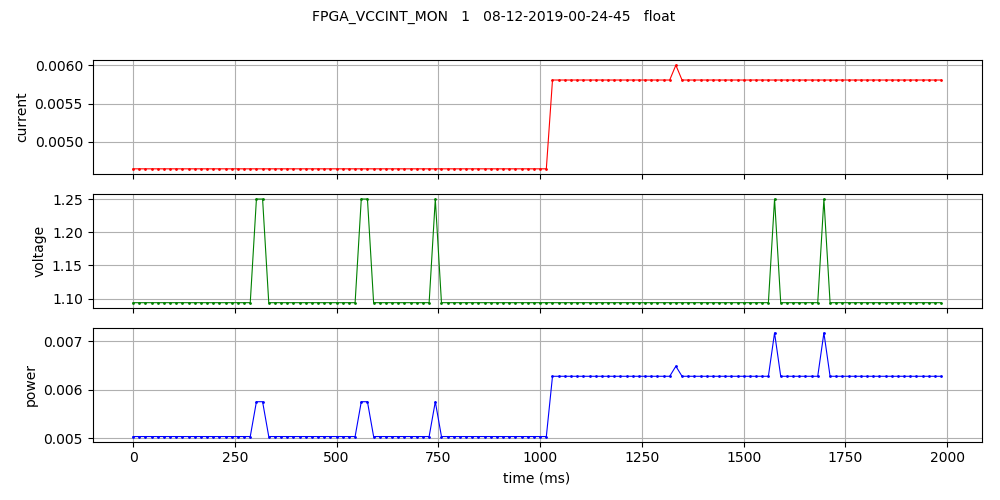 FPGA_VCCINT_MON   1   08-12-2019-00-24-45   float
0.0060
0.0055
0.0050
current
1.25
1.20
1.15
1.10
voltage
0.007
0.006
0.005
power
0 250 500 750 1000 1250 1500 1750 2000
time (ms)